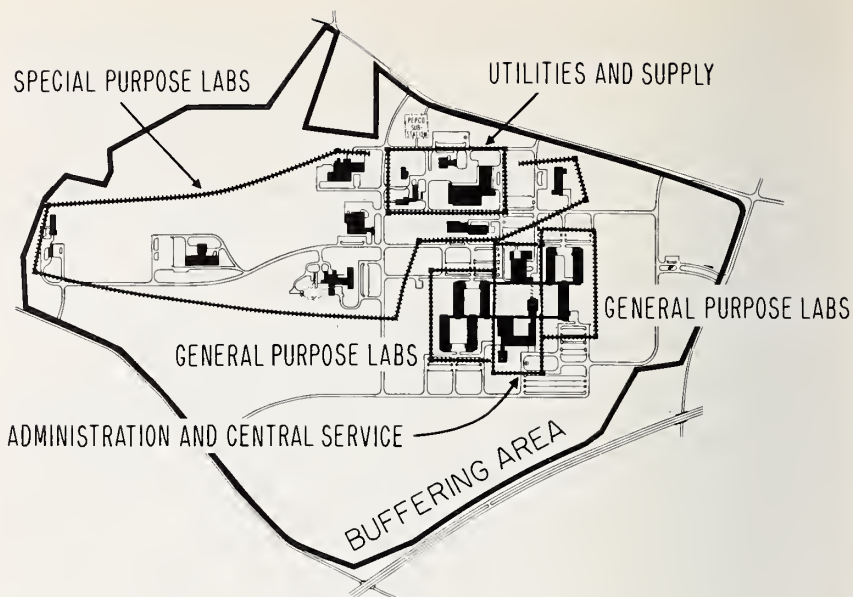 SPECIAL PURPOSE LABS
UTILITIES AND SUPPLY
PEPCO
SUB-
STATION
GENERAL PURPOSE LABS
GENERAL PURPOSE LABS
ADMINISTRATION AND CENTRAL SERVICE
BUFFERING AREA